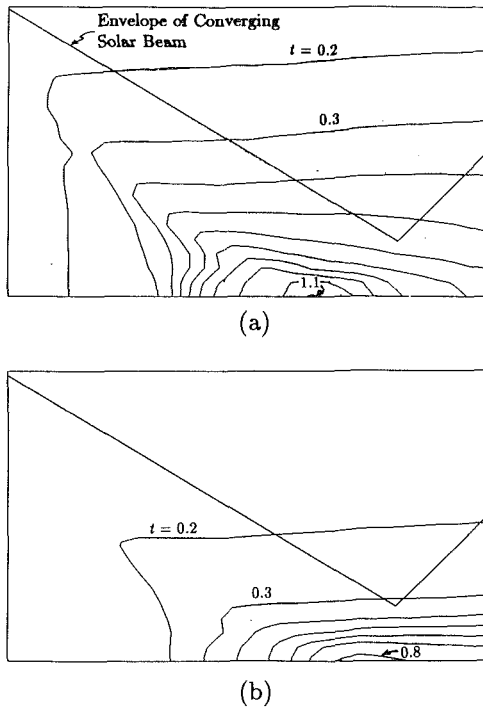 Envelope of Converging
Solar Beam
t = 0.2
0.3
1.1
(a)
t = 0.2
0.3
0.8
(b)